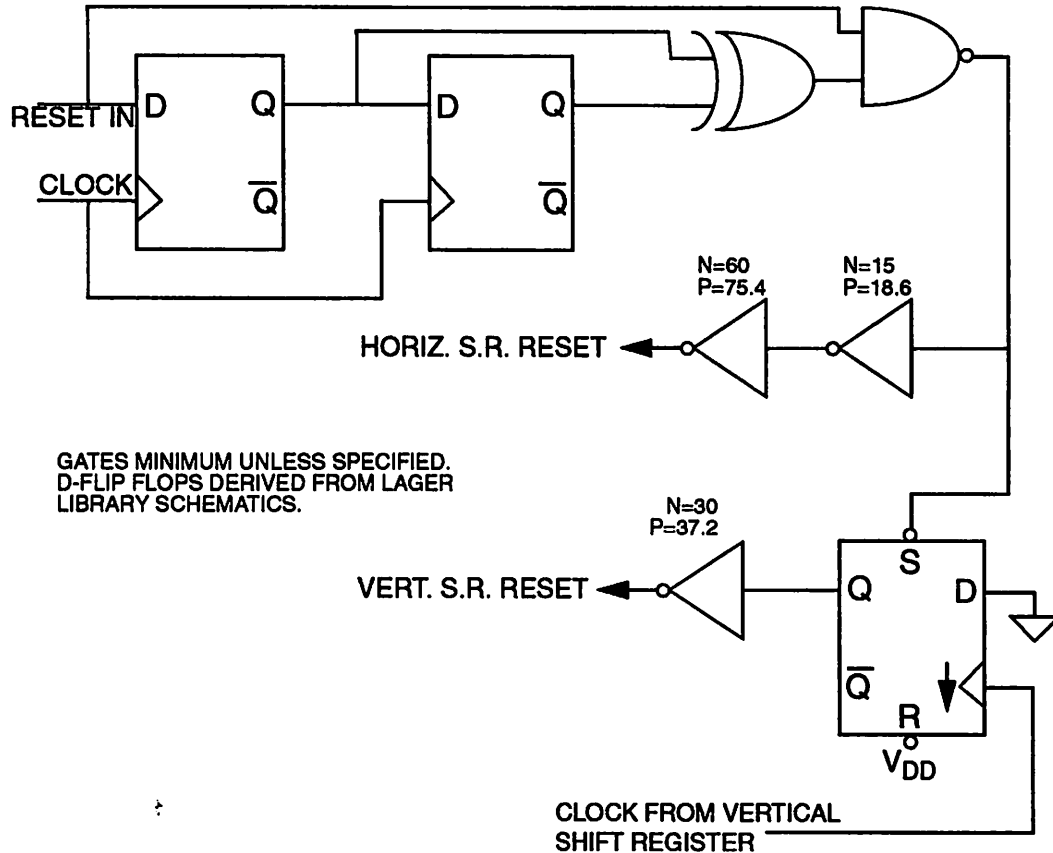 D Q
D Q
RESET IN
CLOCK
Q
Q
N=60
P=75.4
N=15
P=18.6
HORIZ. S.R. RESET
GATES MINIMUM UNLESS SPECIFIED.
D-FLIP FLOPS DERIVED FROM LAGER
LIBRARY SCHEMATICS.
N=30
P=37.2
VERT. S.R. RESET
S
Q D
Q
R
VDD
CLOCK FROM VERTICAL
SHIFT REGISTER